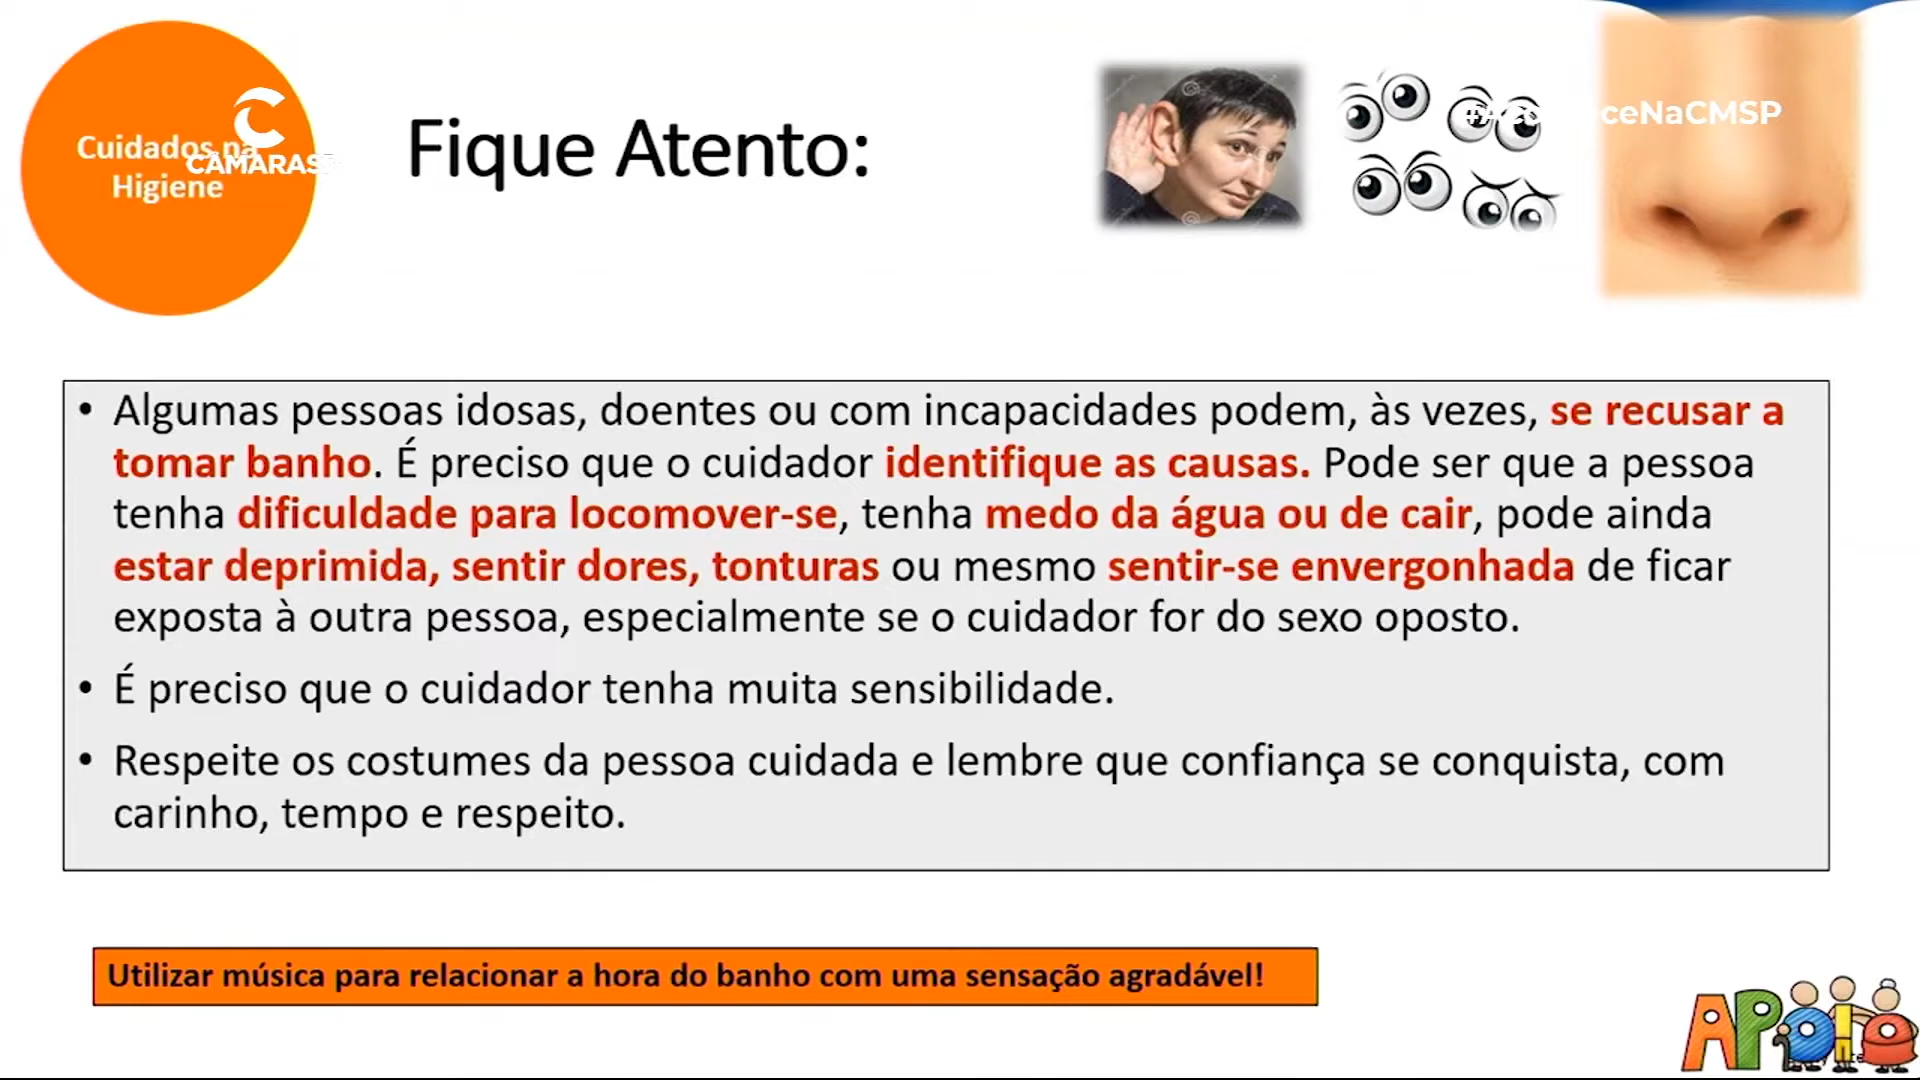 Cuidados na
Higiene
CÂMARASP
Fique Atento:
ceNaCMSP
• Algumas pessoas idosas, doentes ou com incapacidades podem, às vezes, se recusar a
tomar banho. É preciso que o cuidador identifique as causas. Pode ser que a pessoa
tenha dificuldade para locomover-se, tenha medo da água ou de cair, pode ainda
estar deprimida, sentir dores, tonturas ou mesmo sentir-se envergonhada de ficar
exposta à outra pessoa, especialmente se o cuidador for do sexo oposto.
• É preciso que o cuidador tenha muita sensibilidade.
• Respeite os costumes da pessoa cuidada e lembre que confiança se conquista, com
carinho, tempo e respeito.
Utilizar música para relacionar a hora do banho com uma sensação agradável!
APoio